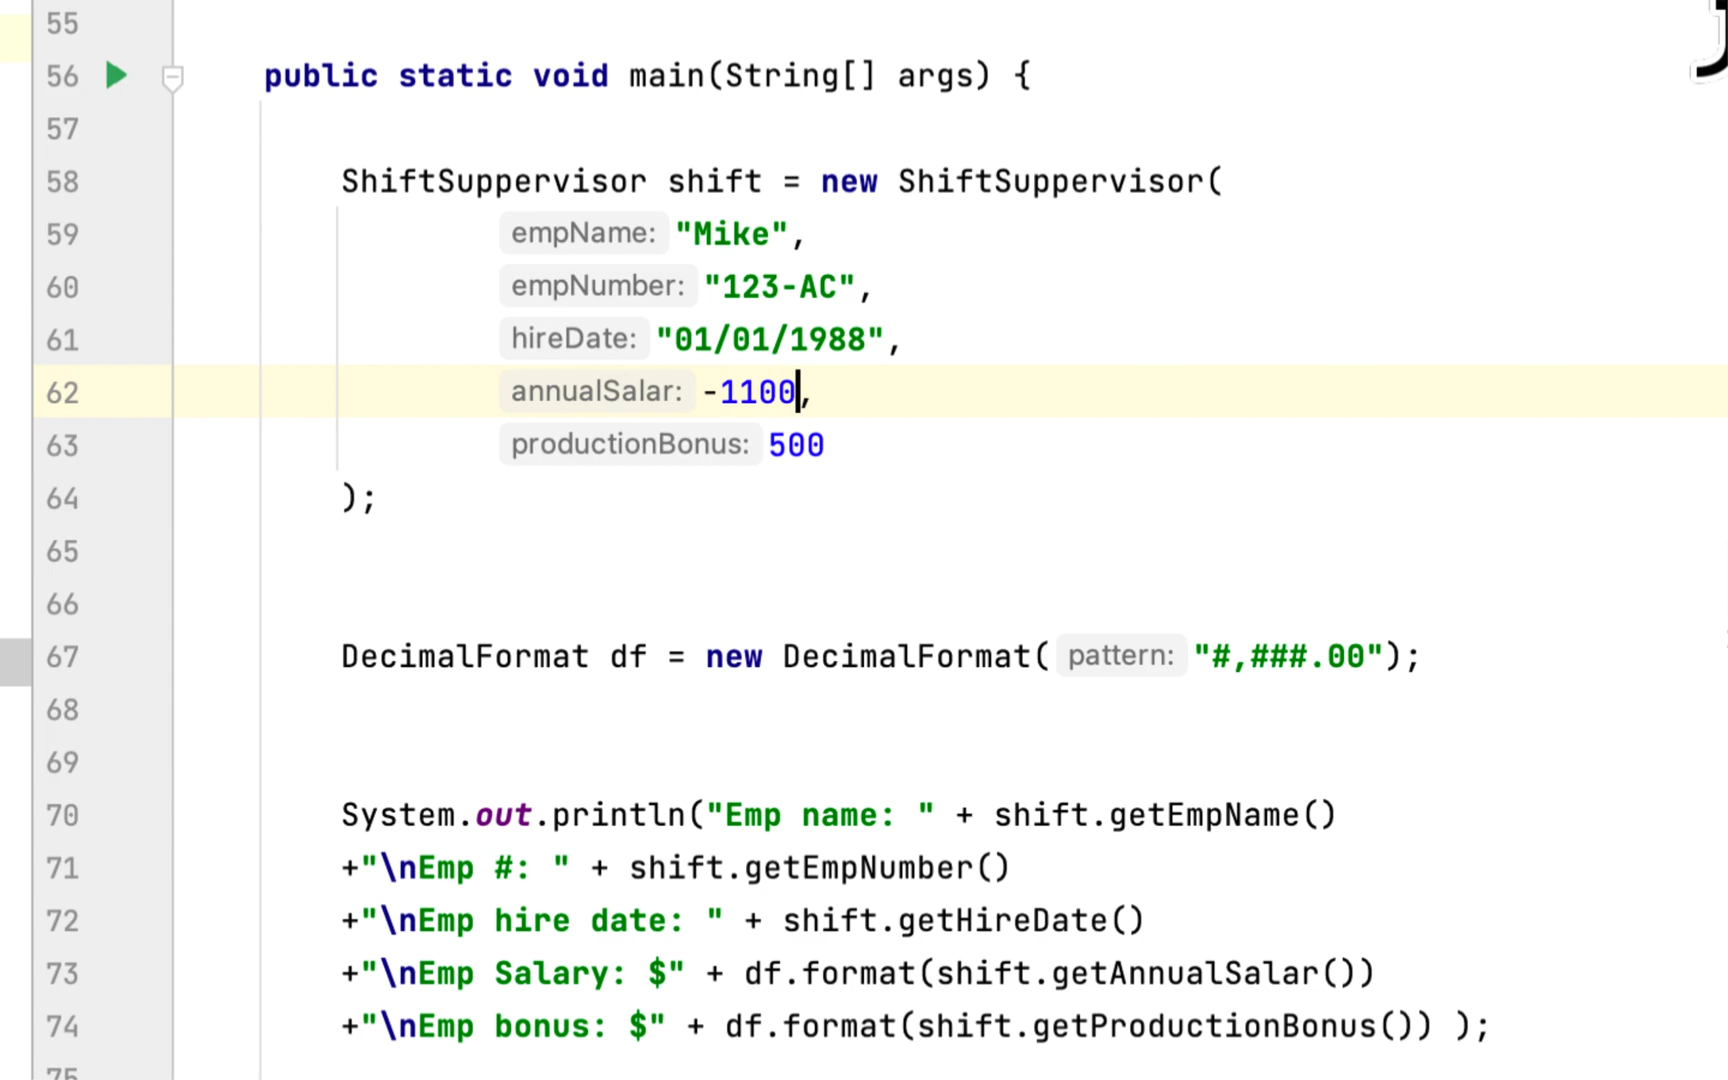 55
56 public static void main(String[] args) {
57
58 ShiftSuppervisor shift = new ShiftSuppervisor(
59 empName: "Mike",
60 empNumber: "123-AC",
61 hireDate: "01/01/1988",
62 annualSalar: -1100,
63 productionBonus: 500
64 );
65
66
67 DecimalFormat df = new DecimalFormat( pattern: "#,###.00");
68
69
70 System.out.println("Emp name: " + shift.getEmpName()
71 +"\nEmp #: " + shift.getEmpNumber()
72 +"\nEmp hire date: " + shift.getHireDate()
73 +"\nEmp Salary: $" + df.format(shift.getAnnualSalar())
74 +"\nEmp bonus: $" + df.format(shift.getProductionBonus()) );
75